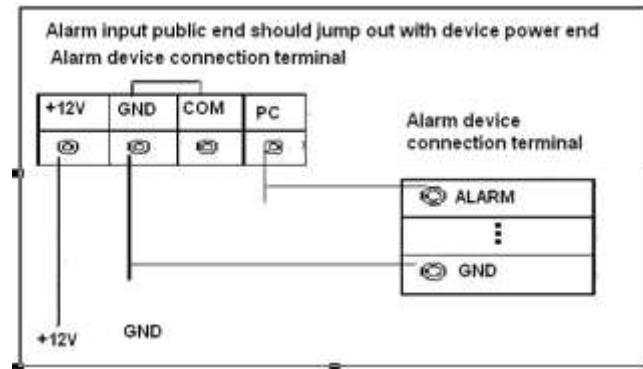 Alarm input public end should jump out with device power end
Alarm device connection terminal
+12V GND COM PC
Alarm device
connection terminal
ALARM
GND
+12V GND